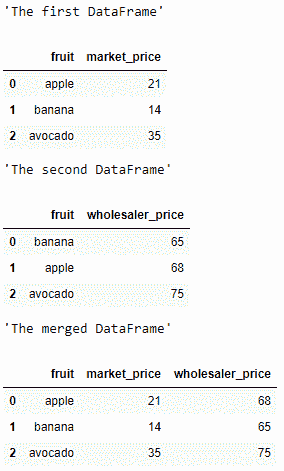 'The first DataFrame'
fruit market_price
0 apple 21
1 banana 14
2 avocado 35
'The second DataFrame'
fruit wholesaler_price
0 banana 65
1 apple 68
2 avocado 75
'The merged DataFrame'
fruit market_price wholesaler_price
0 apple 21 68
1 banana 14 65
2 avocado 35 75